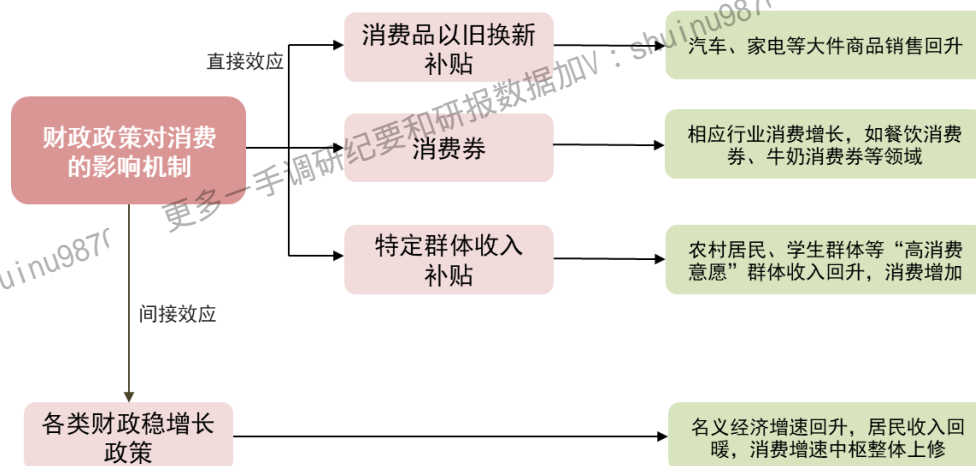 消费品以旧换新
补贴
汽车、家电等大件商品销售回升
直接效应
财政政策对消费
的影响机制
消费券
相应行业消费增长，如餐饮消费
券、牛奶消费券等领域
特定群体收入
补贴
农村居民、学生群体等“高消费
意愿”群体收入回升，消费增加
间接效应
各类财政稳增长
政策
名义经济增速回升，居民收入回
暖，消费增速中枢整体上修
更多一手调研纪要和研报数据加V：shuinu987
uinu987